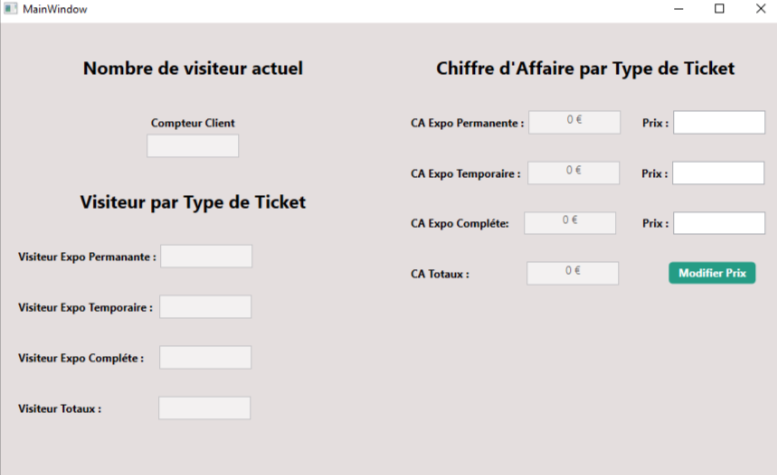 MainWindow
Nombre de visiteur actuel
Compteur Client
Visiteur par Type de Ticket
Visiteur Expo Permanante :
Visiteur Expo Temporaire :
Visiteur Expo Compléte :
Visiteur Totaux :
Chiffre d'Affaire par Type de Ticket
CA Expo Permanente : 0 € Prix :
CA Expo Temporaire : 0 € Prix :
CA Expo Compléte: 0 € Prix :
CA Totaux : 0 € Modifier Prix